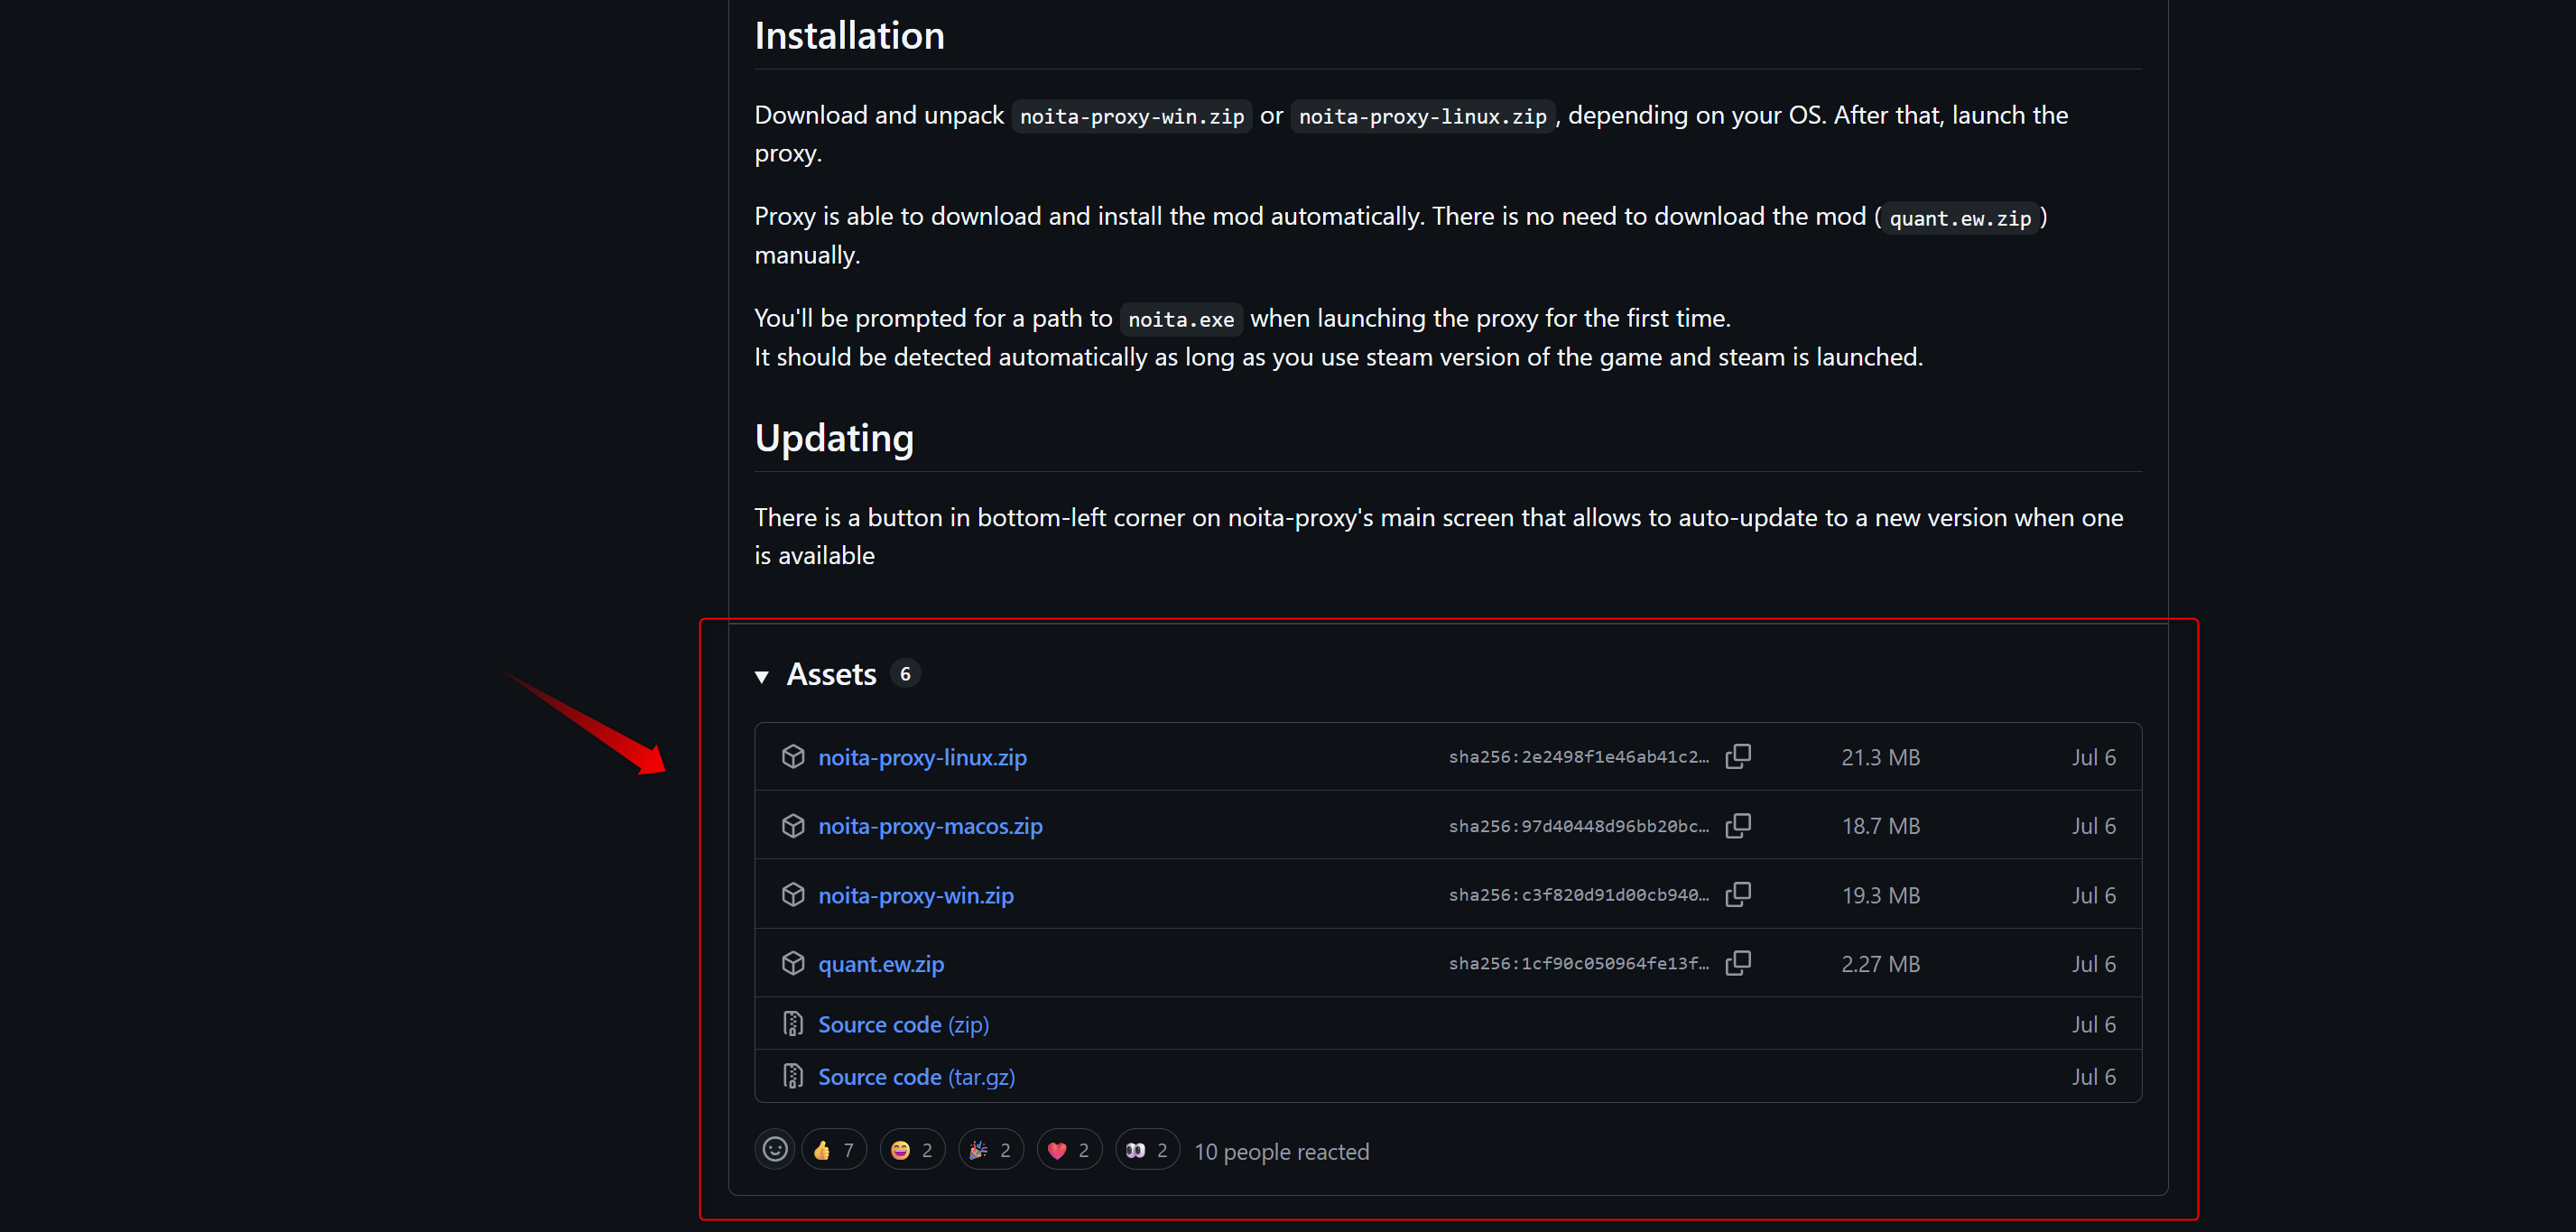 Installation
Download and unpack noita-proxy-win.zip or noita-proxy-linux.zip, depending on your OS. After that, launch the
proxy.
Proxy is able to download and install the mod automatically. There is no need to download the mod (quant.ew.zip)
manually.
You'll be prompted for a path to noita.exe when launching the proxy for the first time.
It should be detected automatically as long as you use steam version of the game and steam is launched.
Updating
There is a button in bottom-left corner on noita-proxy's main screen that allows to auto-update to a new version when one
is available
Assets 6
noita-proxy-linux.zip sha256:2e2498f1e46ab41c2… 21.3 MB Jul 6
noita-proxy-macos.zip sha256:97d40448d96bb20bc… 18.7 MB Jul 6
noita-proxy-win.zip sha256:c3f820d91d00cb940… 19.3 MB Jul 6
quant.ew.zip sha256:1cf90c050964fe13f… 2.27 MB Jul 6
Source code (zip) Jul 6
Source code (tar.gz) Jul 6
👍 7 😄 2 🎉 2 ❤️ 2 👀 2 10 people reacted